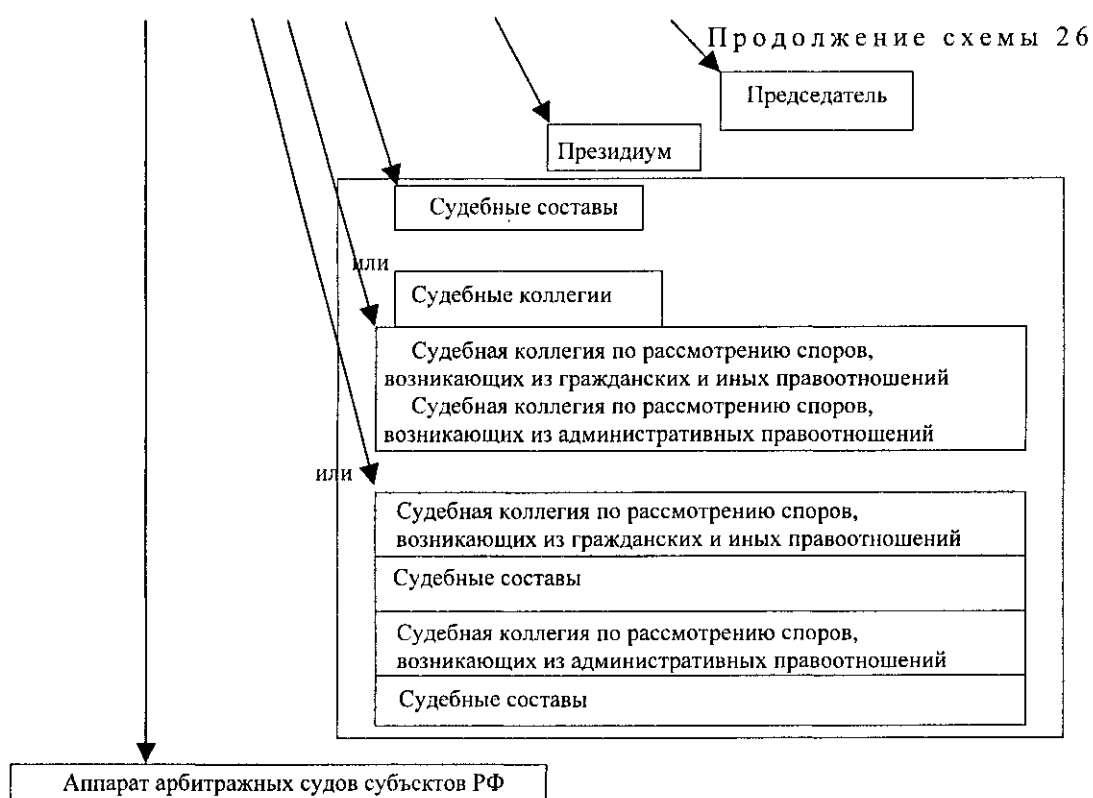 Продолжение схемы 26
Председатель
Президиум
Судебные составы
или
Судебные коллегии
Судебная коллегия по рассмотрению споров,
возникающих из гражданских и иных правоотношений
Судебная коллегия по рассмотрению споров,
возникающих из административных правоотношений
или
Судебная коллегия по рассмотрению споров,
возникающих из гражданских и иных правоотношений
Судебные составы
Судебная коллегия по рассмотрению споров,
возникающих из административных правоотношений
Судебные составы
Аппарат арбитражных судов субъектов РФ